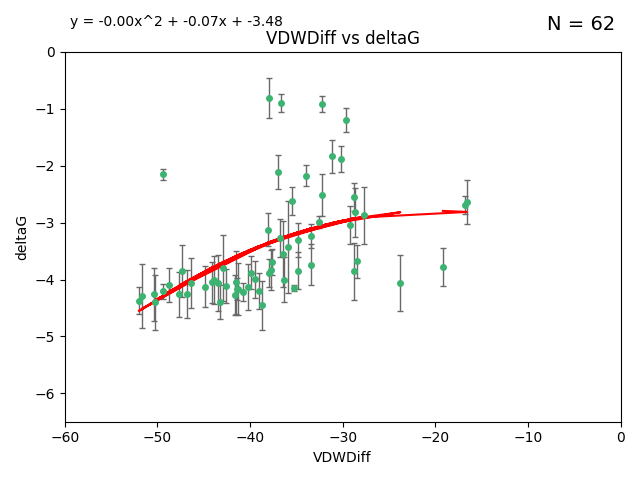 y = -0.00x^2 + -0.07x + -3.48
N = 62
VDWDiff vs deltaG
0
−1
−2
−3
−4
−5
−6
deltaG
−60
−50
−40
−30
−20
−10
0
VDWDiff